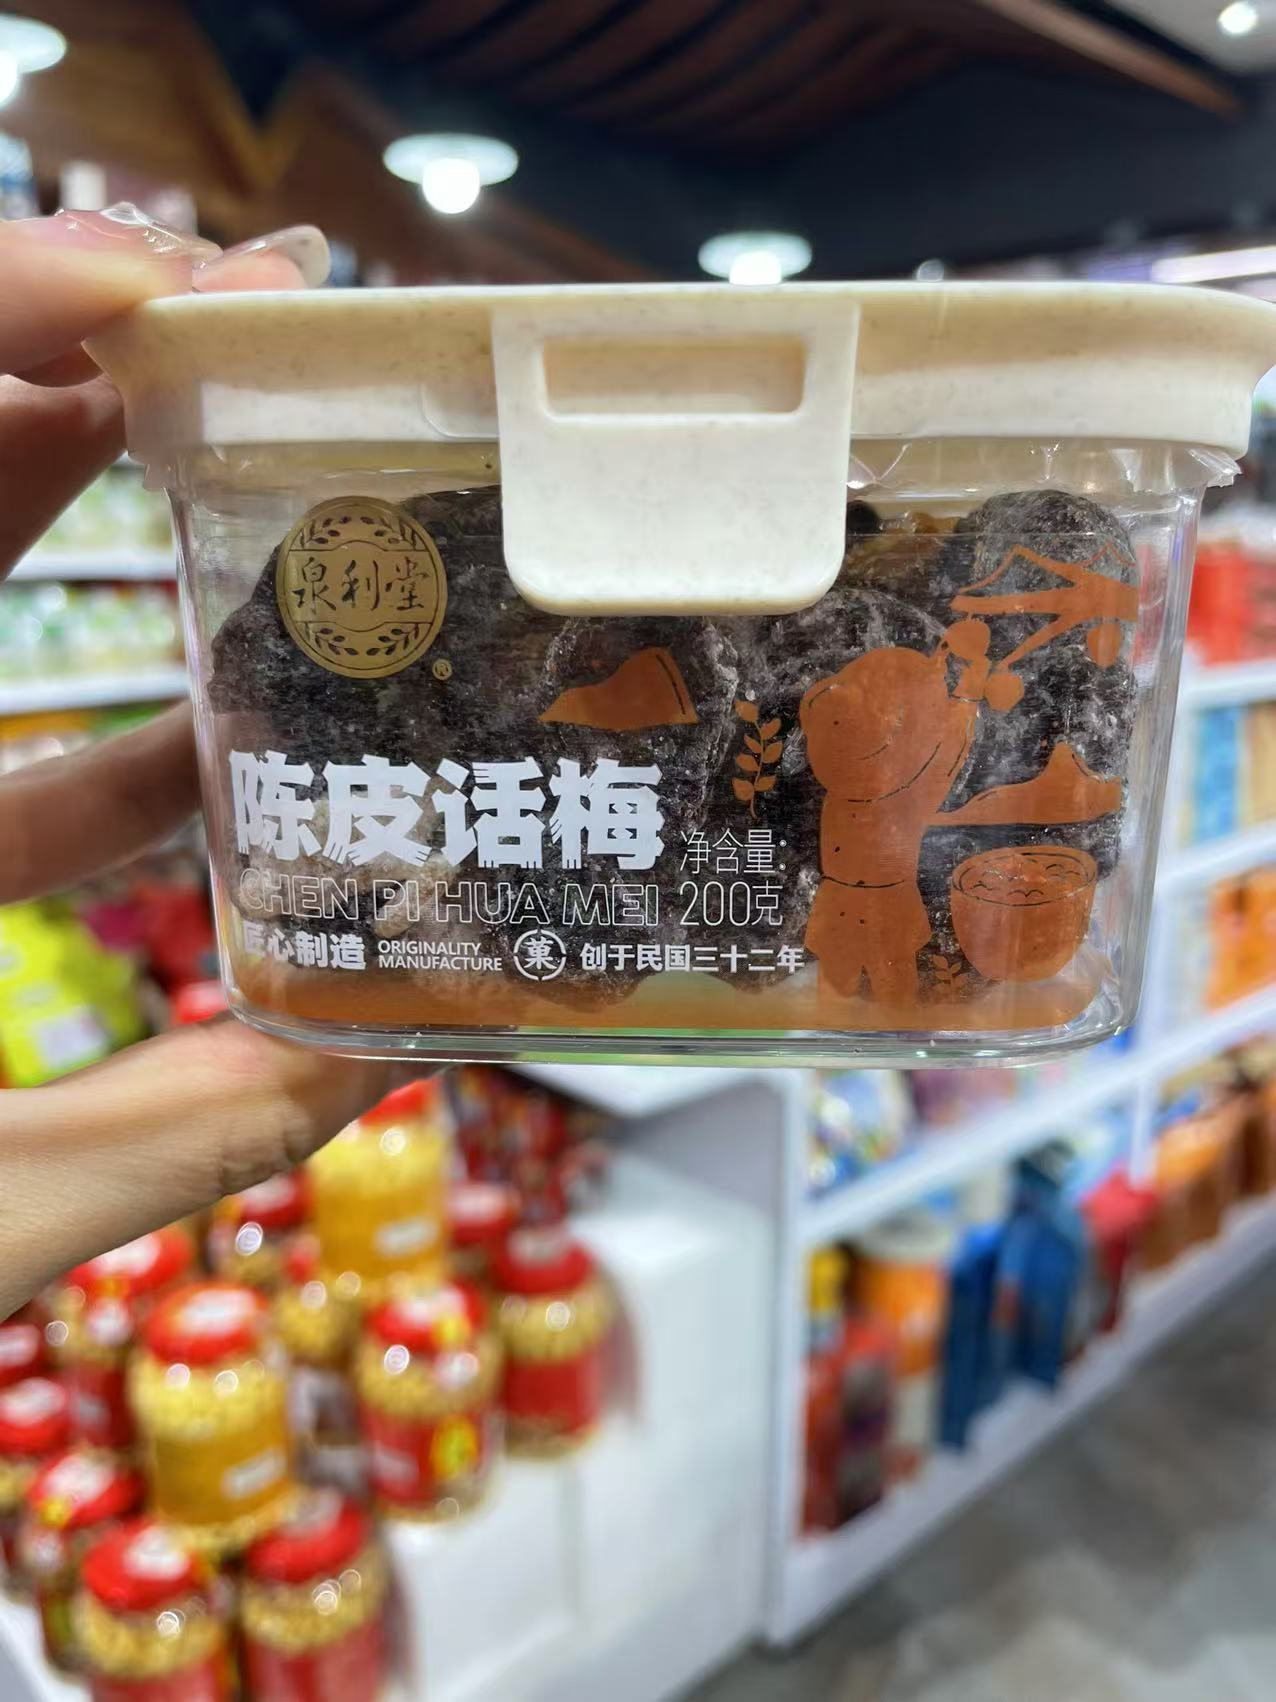 泉利堂
®
陈皮话梅
CHEN PI HUA MEI
净含量:
200克
匠心制造
ORIGINALITY
MANUFACTURE
菓
创于民国三十二年